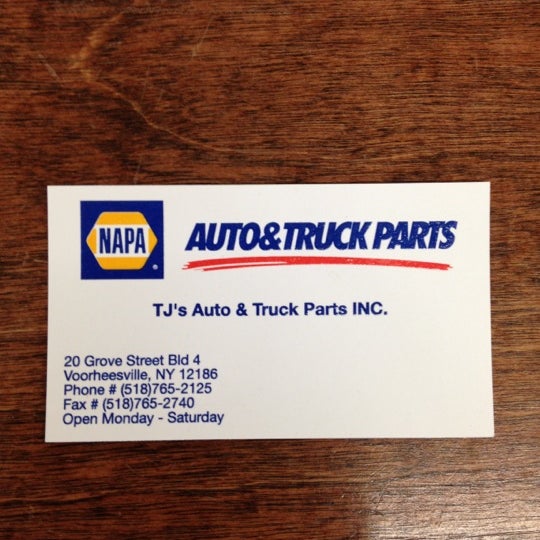 NAPA
AUTO&TRUCK PARTS
TJ's Auto & Truck Parts INC.
20 Grove Street Bld 4
Voorheesville, NY 12186
Phone # (518)765-2125
Fax # (518)765-2740
Open Monday - Saturday